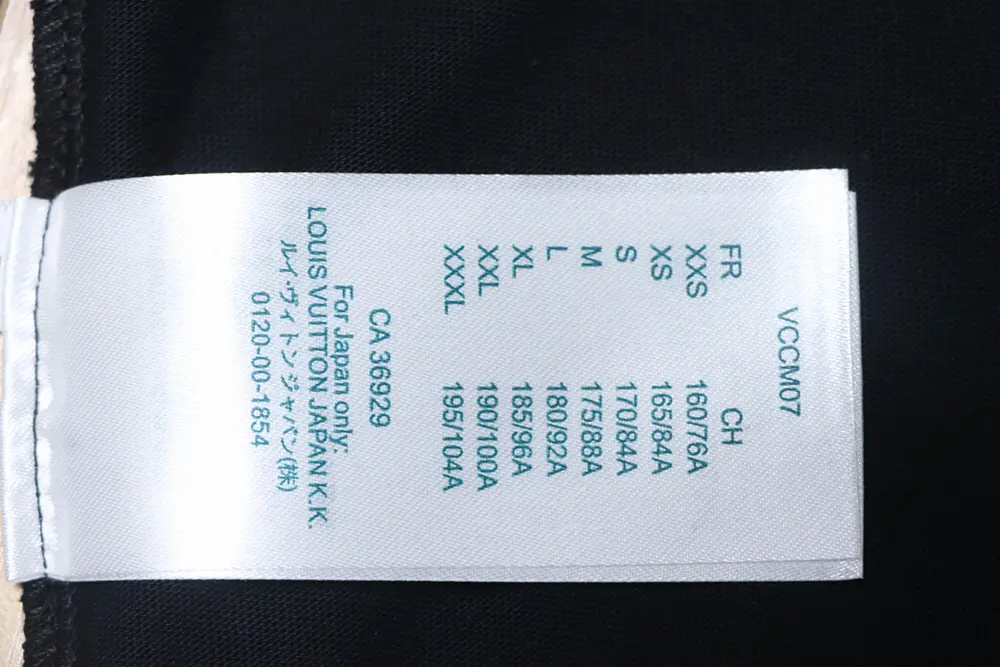 VCCM07
FR CH
XXS 160/76A
XS 165/84A
S 170/84A
M 175/88A
L 180/92A
XL 185/96A
XXL 190/100A
XXXL 195/104A
CA 36929
For Japan only:
LOUIS VUITTON JAPAN K.K.
ルイ・ヴィトンジャパン(株)
0120-00-1854